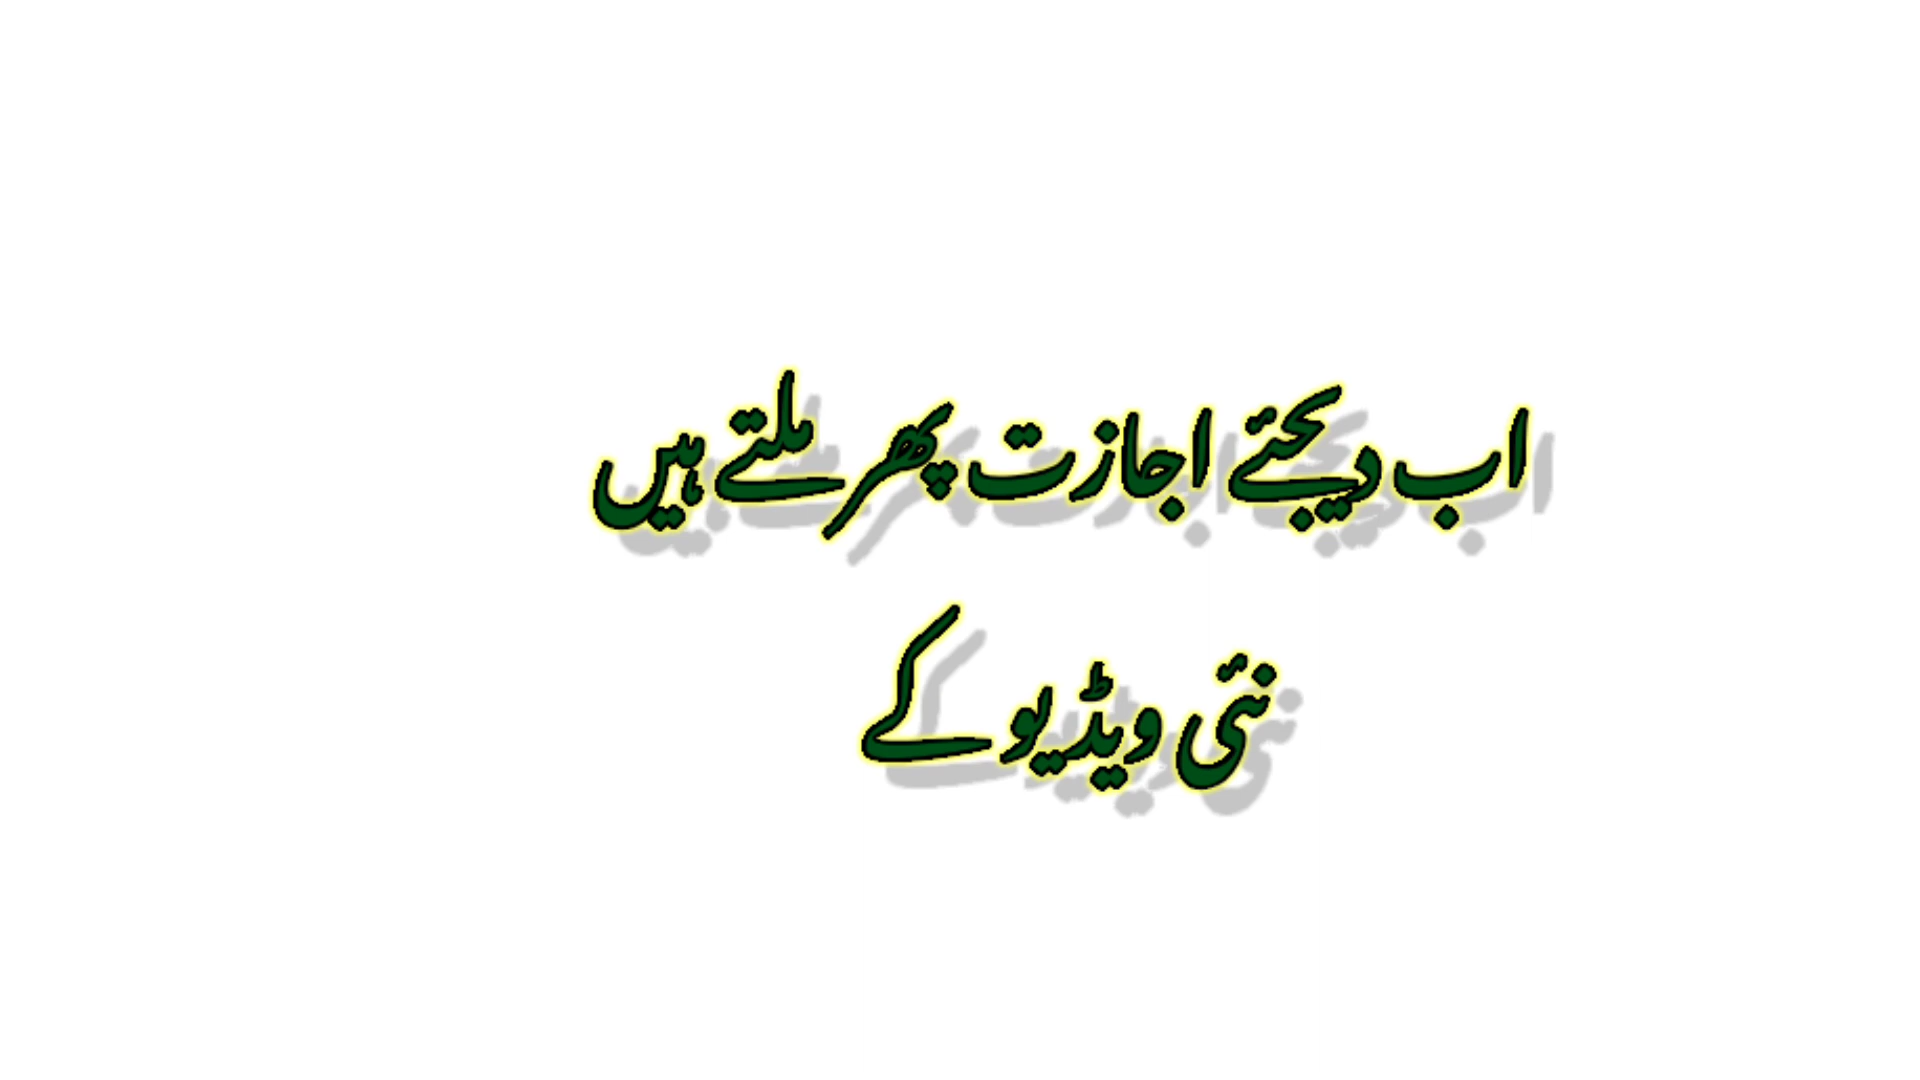 اب دیجئے اجازت پھر ملتے ہیں
نئی ویڈیو کے